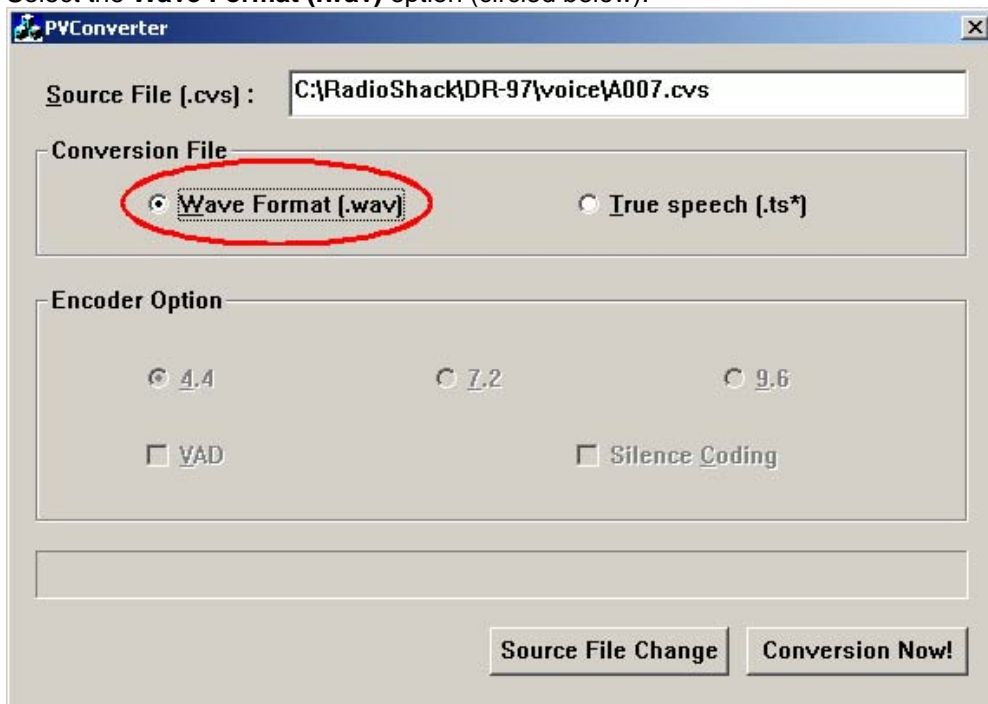 Select the Wave Format (.wav) option (circled below).
PVConverter
Source File (.cvs) : C:\RadioShack\DR-97\voice\A007.cvs
Conversion File
Wave Format (.wav) True speech (.ts*)
Encoder Option
4.4 7.2 9.6
VAD Silence Coding
Source File Change Conversion Now!